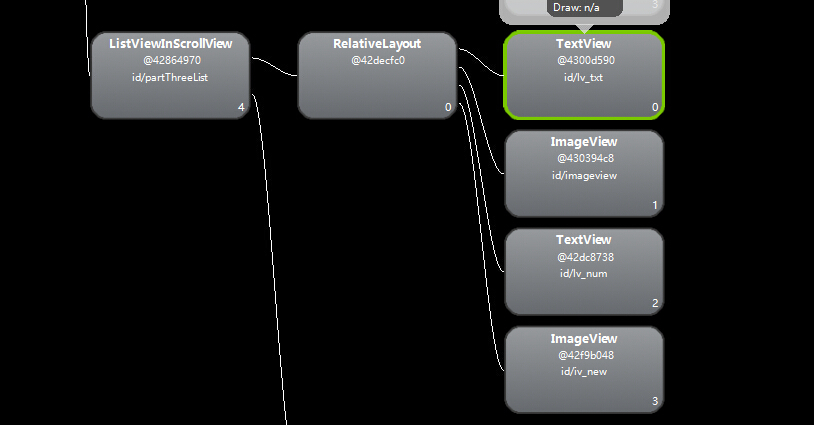 3
Draw: n/a
ListViewInScrollView
@42864970
id/partThreeList
4
RelativeLayout
@42decfc0
0
TextView
@4300d590
id/lv_txt
0
ImageView
@430394c8
id/imageview
1
TextView
@42dc8738
id/lv_num
2
ImageView
@42f9b048
id/iv_new
3